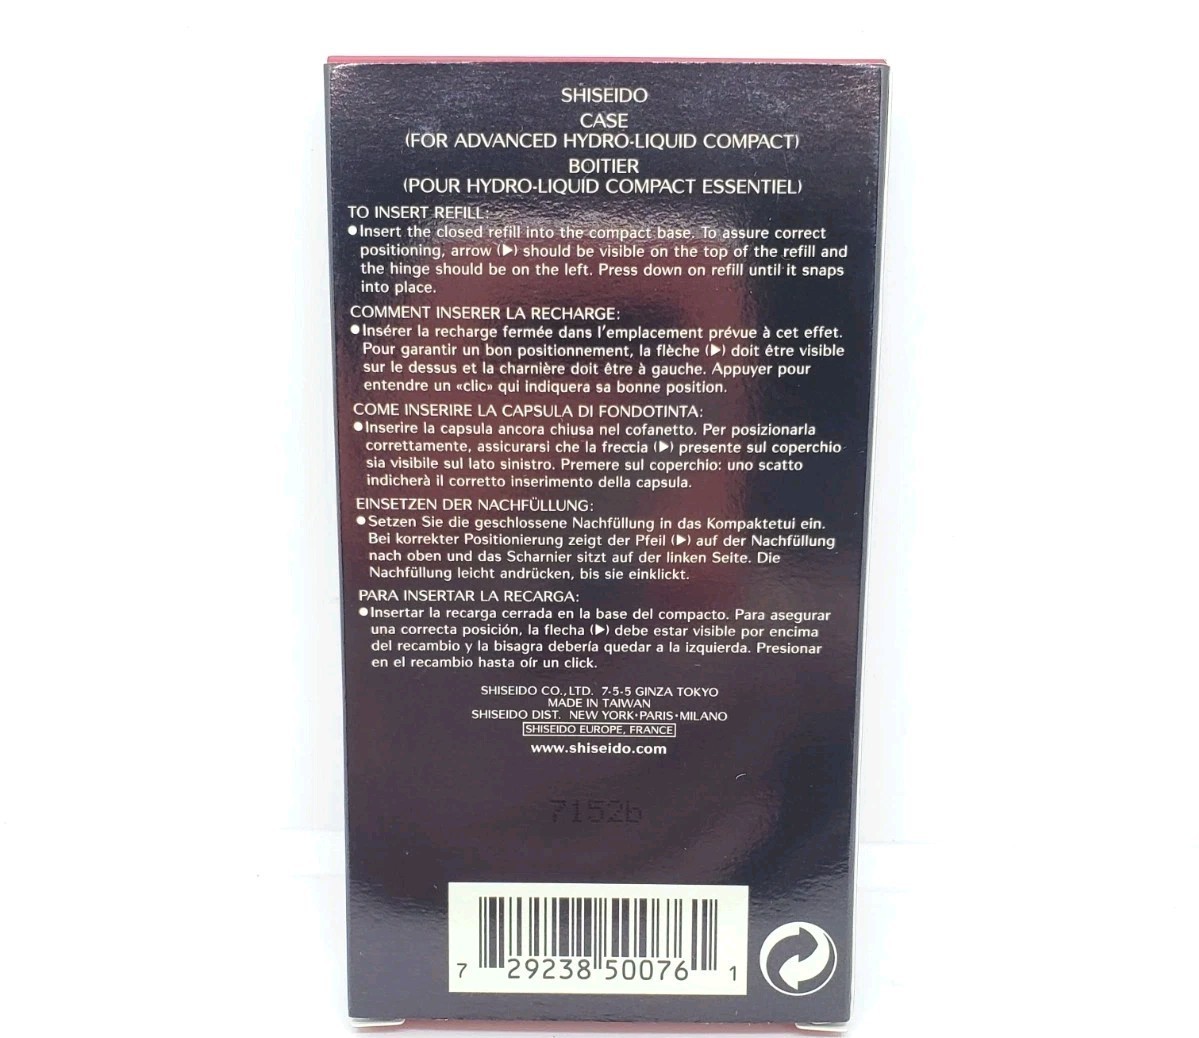 SHISEIDO
CASE
(FOR ADVANCED HYDRO-LIQUID COMPACT)
BOITIER
(POUR HYDRO-LIQUID COMPACT ESSENTIEL)
TO INSERT REFILL:
●Insert the closed refill into the compact base. To assure correct
positioning, arrow (▶) should be visible on the top of the refill and
the hinge should be on the left. Press down on refill until it snaps
into place.
COMMENT INSERER LA RECHARGE:
●Insérer la recharge fermée dans l'emplacement prévue à cet effet.
Pour garantir un bon positionnement, la flèche (▶) doit être visible
sur le dessus et la charnière doit être à gauche. Appuyer pour
entendre un «clic» qui indiquera sa bonne position.
COME INSERIRE LA CAPSULA DI FONDOTINTA:
●Inserire la capsula ancora chiusa nel cofanetto. Per posizionarla
correttamente, assicurarsi che la freccia (▶) presente sul coperchio
sia visibile sul lato sinistro. Premere sul coperchio: uno scatto
indicherà il corretto inserimento della capsula.
EINSETZEN DER NACHFÜLLUNG:
●Setzen Sie die geschlossene Nachfüllung in das Kompaktetui ein.
Bei korrekter Positionierung zeigt der Pfeil (▶) auf der Nachfüllung
nach oben und das Scharnier sitzt auf der linken Seite. Die
Nachfüllung leicht andrücken, bis sie einklickt.
PARA INSERTAR LA RECARGA:
●Insertar la recarga cerrada en la base del compacto. Para asegurar
una correcta posición, la flecha (▶) debe estar visible por encima
del recambio y la bisagra debería quedar a la izquierda. Presionar
en el recambio hasta oír un click.
SHISEIDO CO., LTD. 7-5-5 GINZA TOKYO
MADE IN TAIWAN
SHISEIDO DIST. NEW YORK•PARIS•MILANO
SHISEIDO EUROPE, FRANCE
www.shiseido.com
7152b
7 29238 50076 1